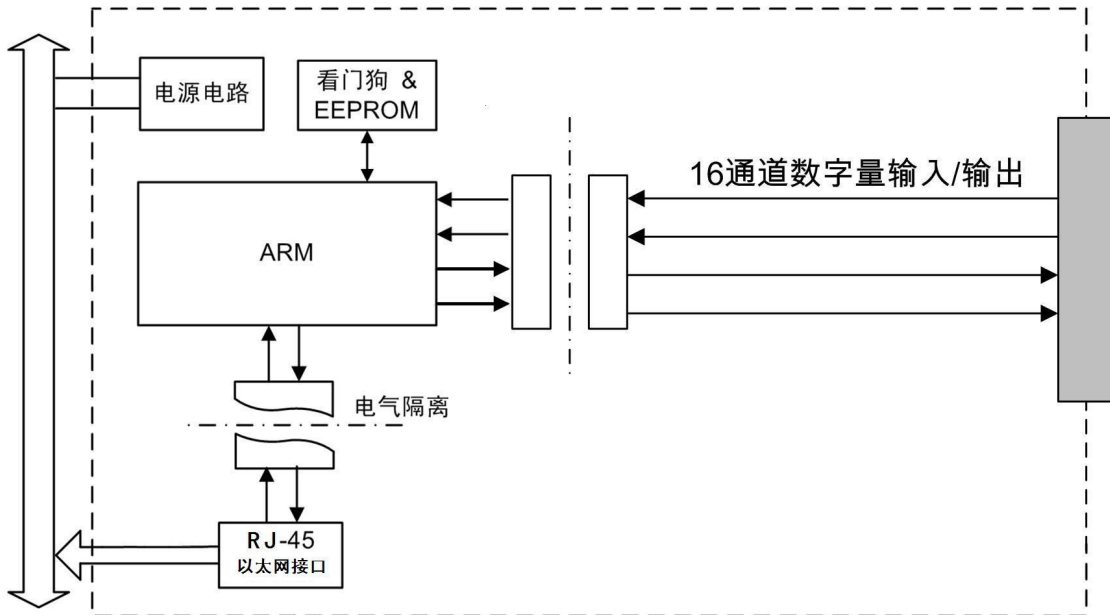 电源电路
看门狗 &
EEPROM
16通道数字量输入/输出
ARM
电气隔离
RJ-45
以太网接口